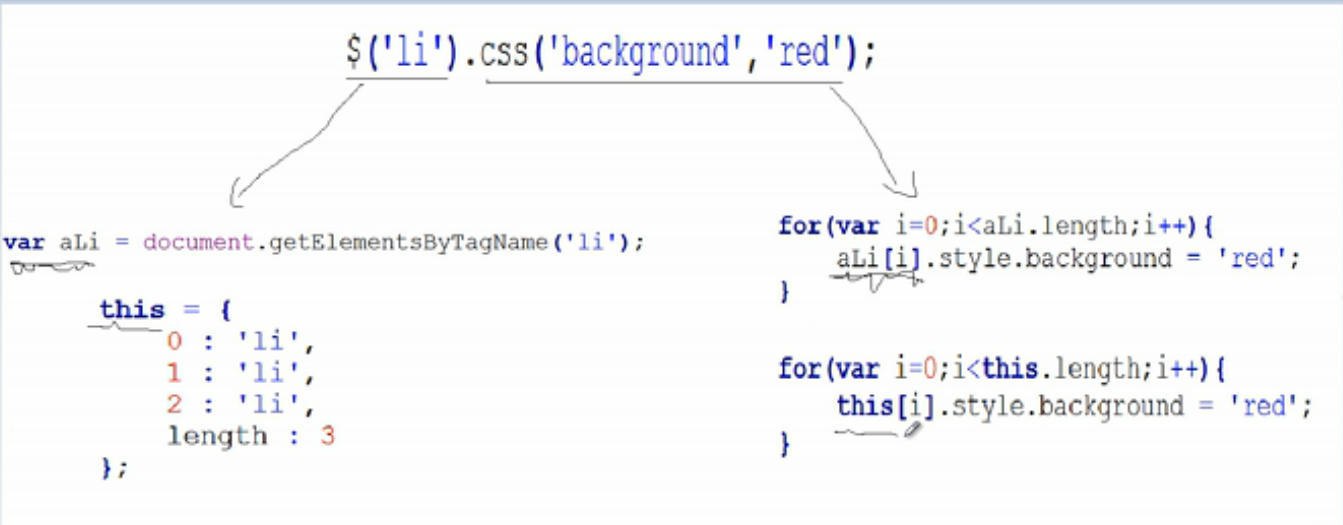 $('li').css('background','red');
var aLi = document.getElementsByTagName('li');
this = {
0 : 'li',
1 : 'li',
2 : 'li',
length : 3
};
for(var i=0;i<aLi.length;i++){
aLi[i].style.background = 'red';
}
for(var i=0;i<this.length;i++){
this[i].style.background = 'red';
}